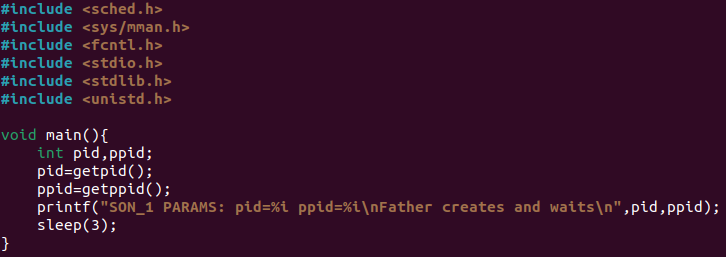 #include <sched.h>
#include <sys/mman.h>
#include <fcntl.h>
#include <stdio.h>
#include <stdlib.h>
#include <unistd.h>

void main(){
    int pid,ppid;
    pid=getpid();
    ppid=getppid();
    printf("SON_1 PARAMS: pid=%i ppid=%i\nFather creates and waits\n",pid,ppid);
    sleep(3);
}